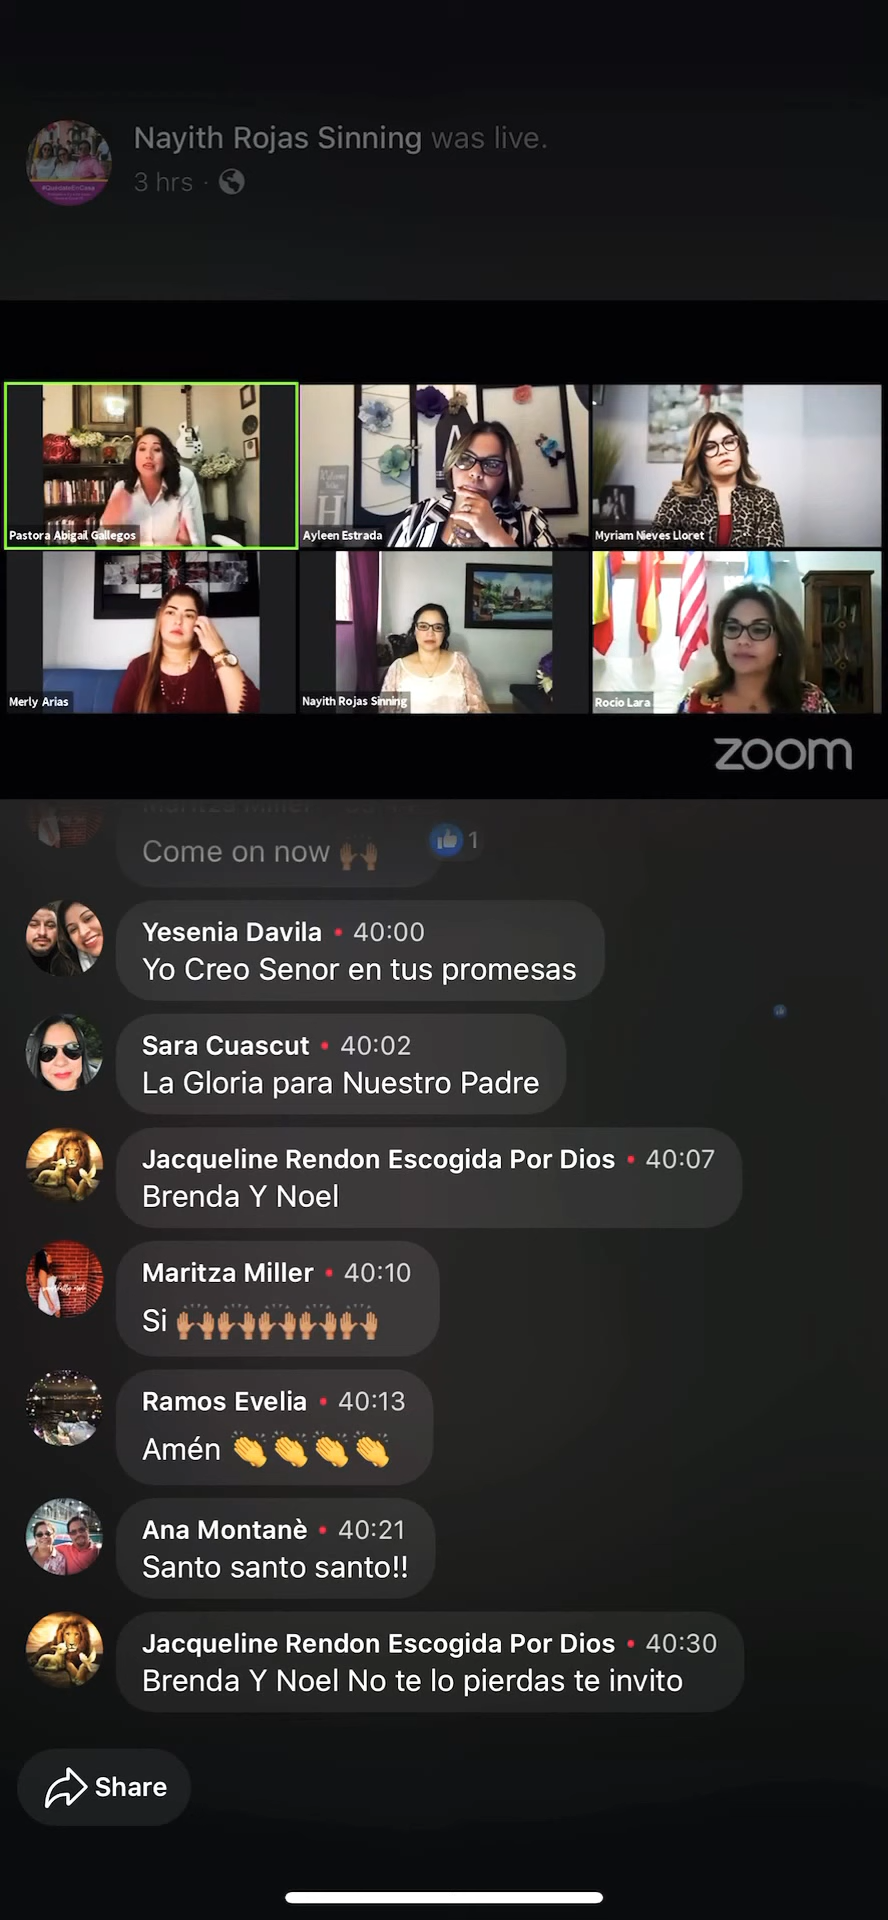 Nayith Rojas Sinning was live.
3 hrs ·
#QuédateEnCasa
Pastora Abigail Gallegos
Ayleen Estrada
Myriam Nieves Lloret
H
A
Merly Arias
Nayith Rojas Sinning
Rocio Lara
zoom
Maritza Miller
Come on now 🙌🏽
1
Yesenia Davila • 40:00
Yo Creo Senor en tus promesas
Sara Cuascut • 40:02
La Gloria para Nuestro Padre
Jacqueline Rendon Escogida Por Dios • 40:07
Brenda Y Noel
Maritza Miller • 40:10
Si 🙌🏽🙌🏽🙌🏽🙌🏽🙌🏽
Ramos Evelia • 40:13
Amén 👏👏👏👏
Ana Montanè • 40:21
Santo santo santo!!
Jacqueline Rendon Escogida Por Dios • 40:30
Brenda Y Noel No te lo pierdas te invito
Share